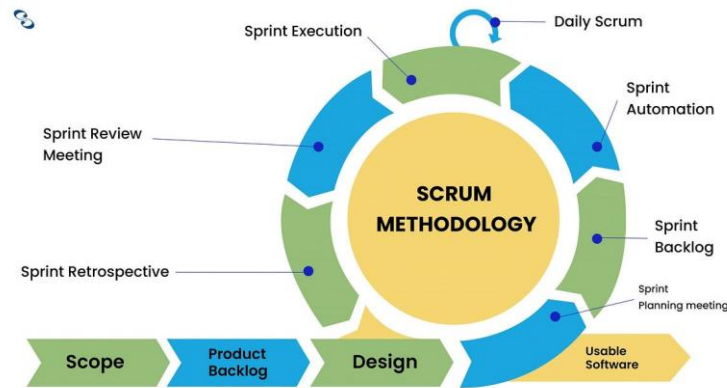 Daily Scrum
Sprint Execution
Sprint
Automation
Sprint Review
Meeting
SCRUM
METHODOLOGY
Sprint
Backlog
Sprint Retrospective
Sprint
Planning meeting
Scope
Product
Backlog
Design
Usable
Software